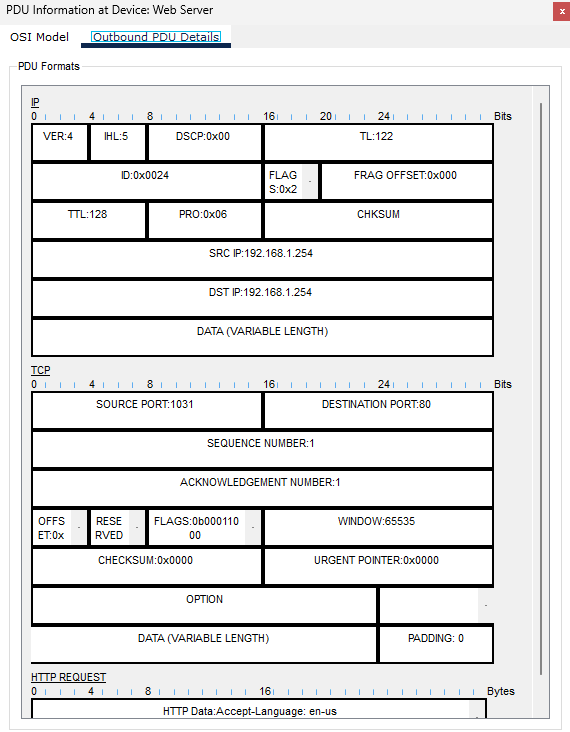 PDU Information at Device: Web Server
x
OSI Model Outbound PDU Details
PDU Formats
IP
0 4 8 16 20 24 Bits
VER:4 IHL:5 DSCP:0x00 TL:122
ID:0x0024 FLAG
S:0x2 FRAG OFFSET:0x000
TTL:128 PRO:0x06 CHKSUM
SRC IP:192.168.1.254
DST IP:192.168.1.254
DATA (VARIABLE LENGTH)
TCP
0 4 8 16 24 Bits
SOURCE PORT:1031 DESTINATION PORT:80
SEQUENCE NUMBER:1
ACKNOWLEDGEMENT NUMBER:1
OFFS RESE FLAGS:0b000110 WINDOW:65535
ET:0x RVED 00
CHECKSUM:0x0000 URGENT POINTER:0x0000
OPTION
DATA (VARIABLE LENGTH) PADDING: 0
HTTP REQUEST
0 4 8 16 Bytes
HTTP Data:Accept-Language: en-us